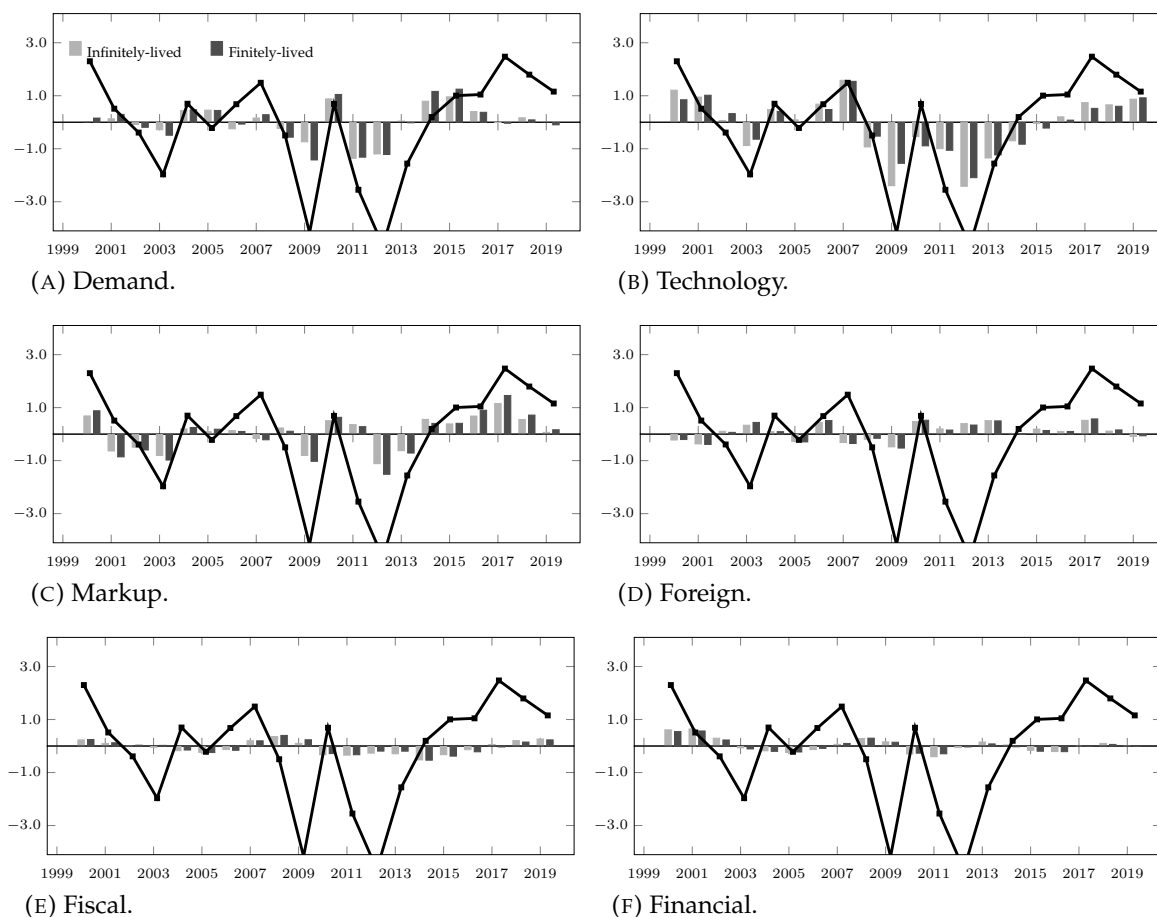 3.0
1.0
−1.0
−3.0
Infinitely-lived Finitely-lived
1999 2001 2003 2005 2007 2009 2011 2013 2015 2017 2019
(A) Demand.
3.0
1.0
−1.0
−3.0
1999 2001 2003 2005 2007 2009 2011 2013 2015 2017 2019
(B) Technology.
3.0
1.0
−1.0
−3.0
1999 2001 2003 2005 2007 2009 2011 2013 2015 2017 2019
(C) Markup.
3.0
1.0
−1.0
−3.0
1999 2001 2003 2005 2007 2009 2011 2013 2015 2017 2019
(D) Foreign.
3.0
1.0
−1.0
−3.0
1999 2001 2003 2005 2007 2009 2011 2013 2015 2017 2019
(E) Fiscal.
3.0
1.0
−1.0
−3.0
1999 2001 2003 2005 2007 2009 2011 2013 2015 2017 2019
(F) Financial.